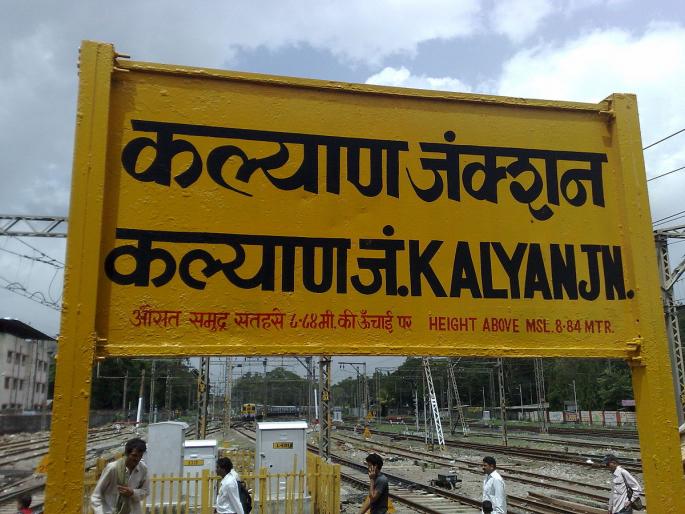 कल्याण जंक्शन
कल्याण जं. KALYAN JN.
औसत समुद्र सतहसे ८·८४ मी. की ऊँचाई पर HEIGHT ABOVE MSL. 8·84 MTR.